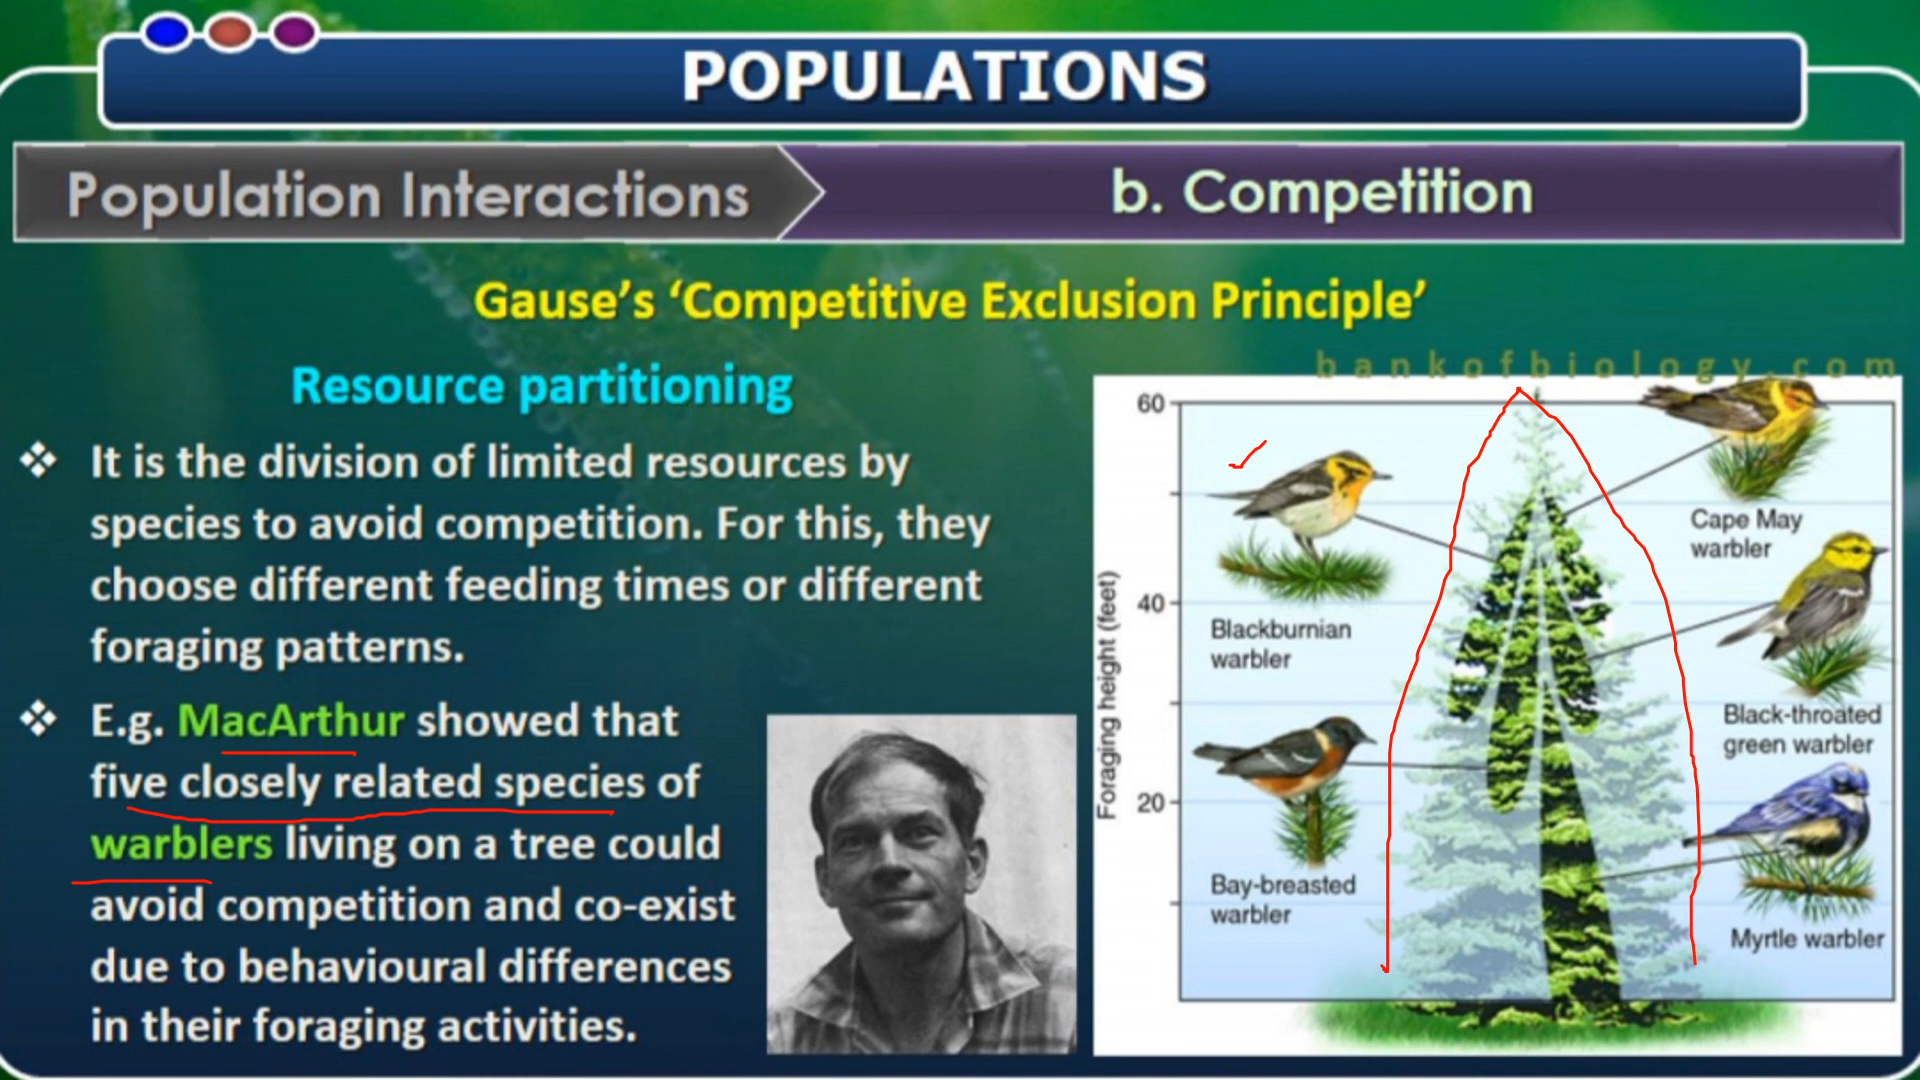 POPULATIONS
Population Interactions
b. Competition
Gause’s ‘Competitive Exclusion Principle’
Resource partitioning
❖ It is the division of limited resources by
species to avoid competition. For this, they
choose different feeding times or different
foraging patterns.
❖ E.g. MacArthur showed that
five closely related species of
warblers living on a tree could
avoid competition and co-exist
due to behavioural differences
in their foraging activities.
bankofbiology.com
60
40
20
Foraging height (feet)
Cape May
warbler
Blackburnian
warbler
Black-throated
green warbler
Bay-breasted
warbler
Myrtle warbler